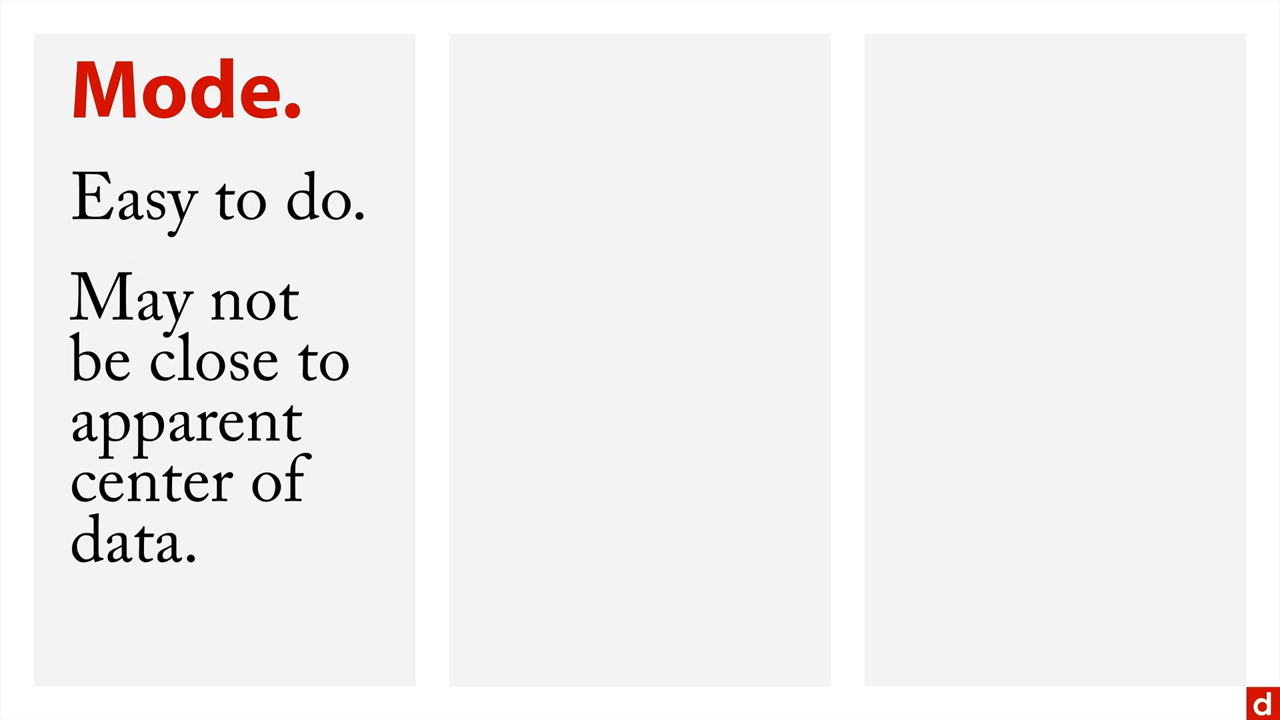 Mode.
Easy to do.
May not
be close to
apparent
center of
data.
d